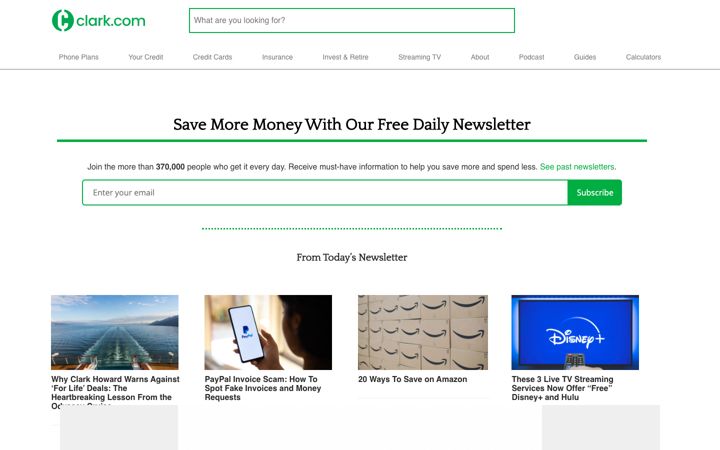 clark.com
What are you looking for?
Phone Plans Your Credit Credit Cards Insurance Invest & Retire Streaming TV About Podcast Guides Calculators
Save More Money With Our Free Daily Newsletter
Join the more than 370,000 people who get it every day. Receive must-have information to help you save more and spend less. See past newsletters.
Enter your email
Subscribe
From Today's Newsletter
PayPal
Disney+
Why Clark Howard Warns Against
‘For Life’ Deals: The
Heartbreaking Lesson From the
PayPal Invoice Scam: How To
Spot Fake Invoices and Money
Requests
20 Ways To Save on Amazon
These 3 Live TV Streaming
Services Now Offer “Free”
Disney+ and Hulu